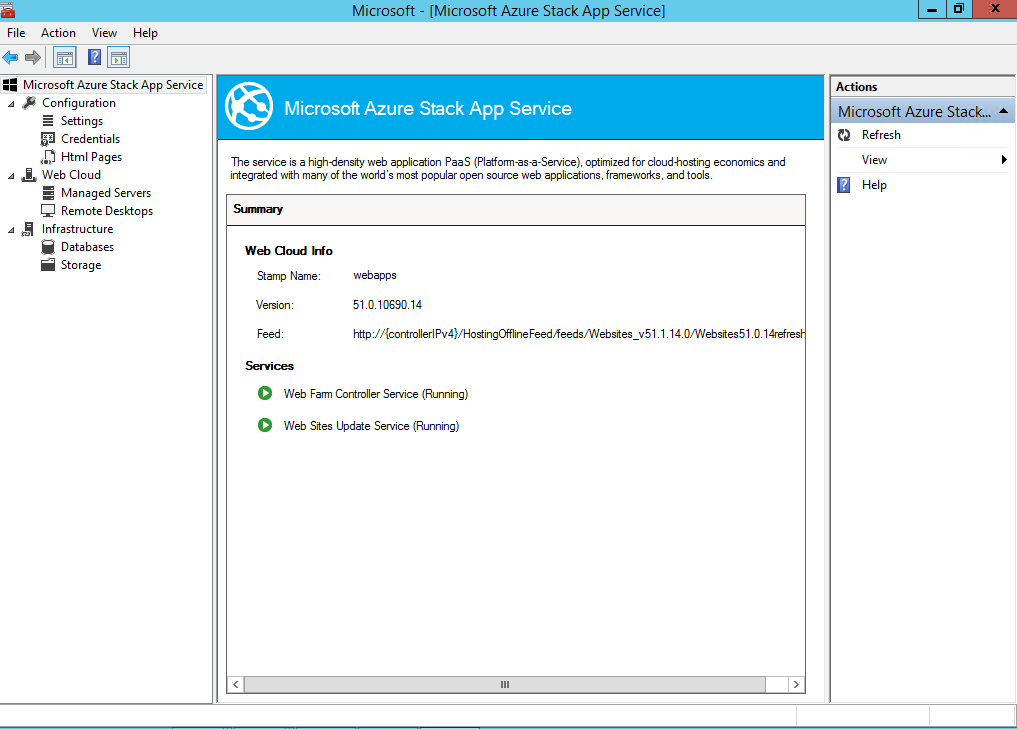 Microsoft - [Microsoft Azure Stack App Service]
File Action View Help
Microsoft Azure Stack App Service
Configuration
Settings
Credentials
Html Pages
Web Cloud
Managed Servers
Remote Desktops
Infrastructure
Databases
Storage
Microsoft Azure Stack App Service
The service is a high-density web application PaaS (Platform-as-a-Service), optimized for cloud-hosting economics and
integrated with many of the world's most popular open source web applications, frameworks, and tools.
Summary
Web Cloud Info
Stamp Name: webapps
Version: 51.0.10690.14
Feed: http://{controllerIPv4}/HostingOfflineFeed/feeds/Websites_v51.1.14.0/Websites51.0.14refresh
Services
Web Farm Controller Service (Running)
Web Sites Update Service (Running)
Actions
Microsoft Azure Stack...
Refresh
View
Help